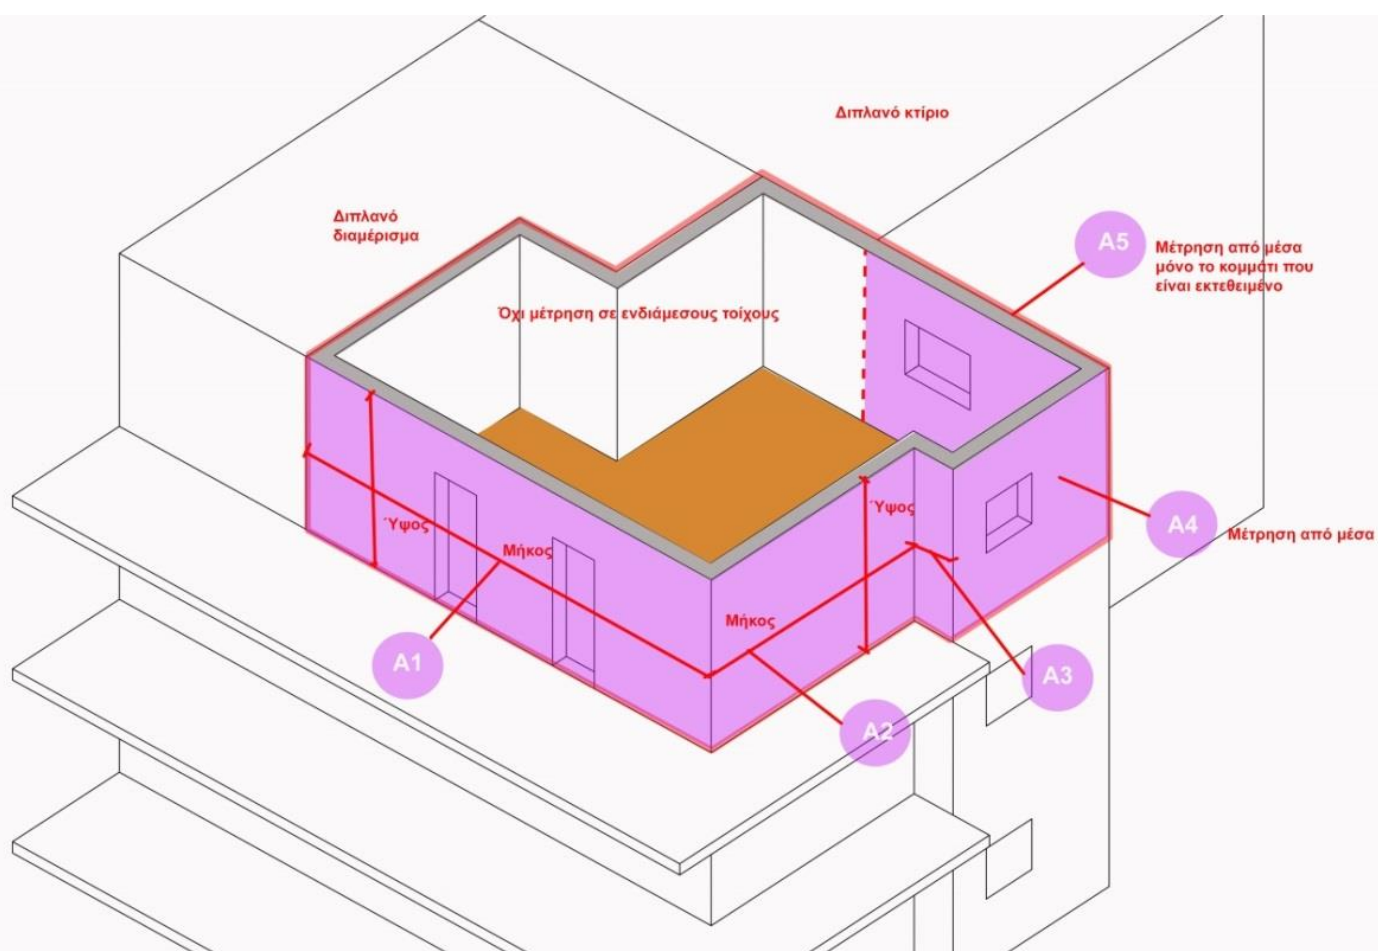 Διπλανό κτίριο
Διπλανό
διαμέρισμα
A5
Μέτρηση από μέσα
μόνο το κομμάτι που
είναι εκτεθειμένο
Όχι μέτρηση σε ενδιάμεσους τοίχους
Ύψος
Ύψος
A4
Μέτρηση από μέσα
Μήκος
Μήκος
A1
A3
A2